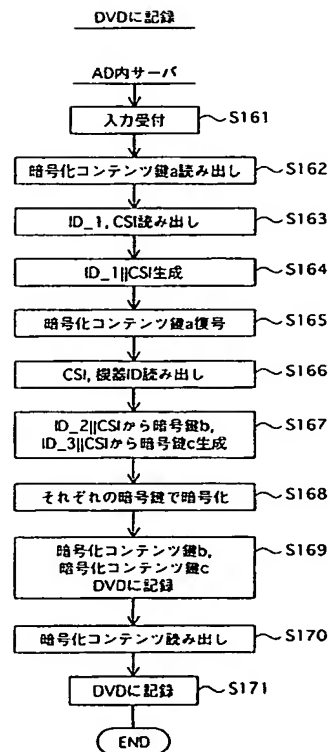 DVDに記録
AD内サーバ
入力受付
S161
暗号化コンテンツ鍵a読み出し
S162
ID_1, CSI読み出し
S163
ID_1||CSI生成
S164
暗号化コンテンツ鍵a復号
S165
CSI, 機器ID読み出し
S166
ID_2||CSIから暗号鍵b,
ID_3||CSIから暗号鍵c生成
S167
それぞれの暗号鍵で暗号化
S168
暗号化コンテンツ鍵b,
暗号化コンテンツ鍵c
DVDに記録
S169
暗号化コンテンツ読み出し
S170
DVDに記録
S171
END